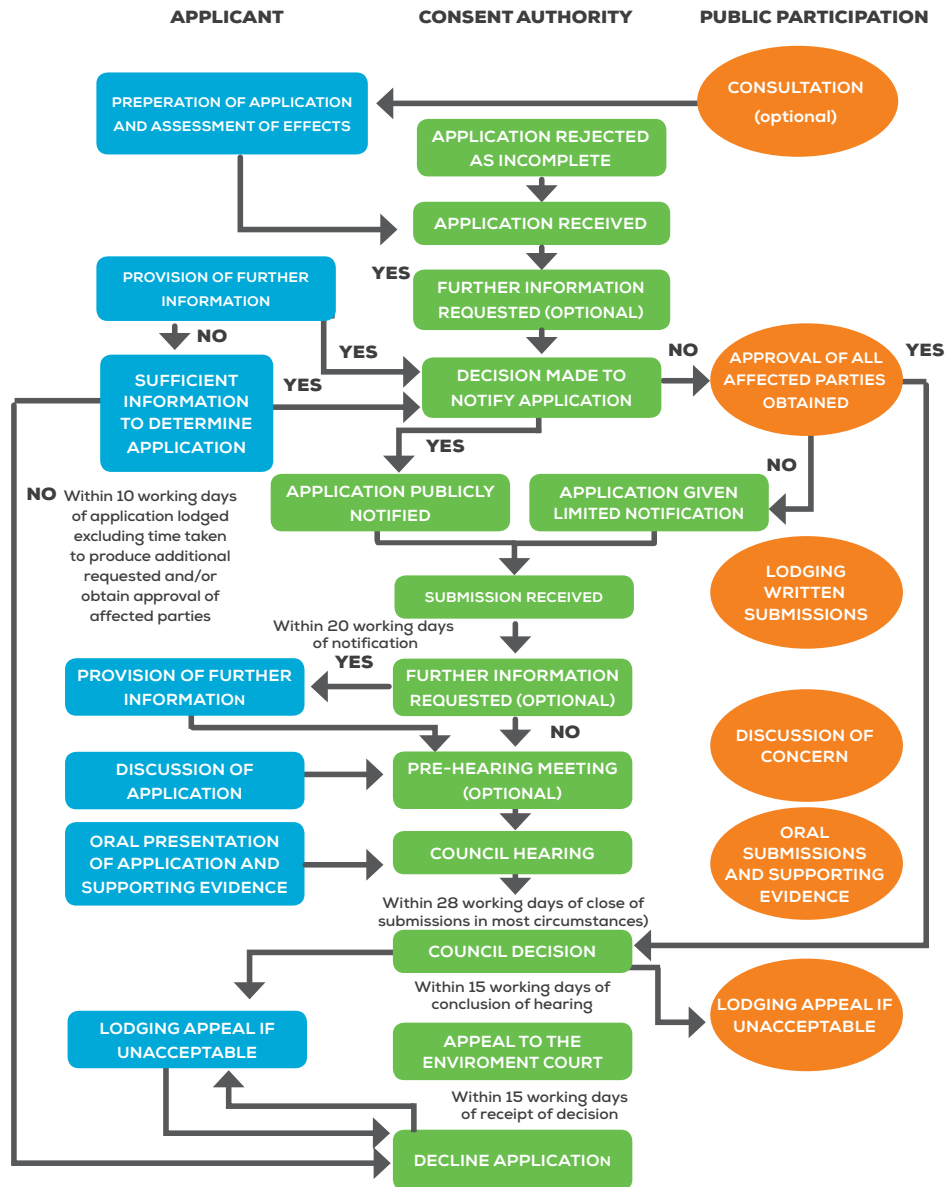 APPLICANT
CONSENT AUTHORITY
PUBLIC PARTICIPATION
PREPERATION OF APPLICATION
AND ASSESSMENT OF EFFECTS
CONSULTATION
(optional)
APPLICATION REJECTED
AS INCOMPLETE
APPLICATION RECEIVED
YES
PROVISION OF FURTHER
INFORMATION
FURTHER INFORMATION
REQUESTED (OPTIONAL)
NO
YES
SUFFICIENT
INFORMATION
TO DETERMINE
APPLICATION
YES
DECISION MADE TO
NOTIFY APPLICATION
NO
APPROVAL OF ALL
AFFECTED PARTIES
OBTAINED
YES
YES
NO
APPLICATION PUBLICLY
NOTIFIED
APPLICATION GIVEN
LIMITED NOTIFICATION
NO
Within 10 working days
of application lodged
excluding time taken
to produce additional
requested and/or
obtain approval of
affected parties
SUBMISSION RECEIVED
LODGING
WRITTEN
SUBMISSIONS
Within 20 working days
of notification
YES
PROVISION OF FURTHER
INFORMATION
FURTHER INFORMATION
REQUESTED (OPTIONAL)
NO
DISCUSSION OF
CONCERN
DISCUSSION OF
APPLICATION
PRE-HEARING MEETING
(OPTIONAL)
ORAL PRESENTATION
OF APPLICATION AND
SUPPORTING EVIDENCE
COUNCIL HEARING
ORAL
SUBMISSIONS
AND SUPPORTING
EVIDENCE
Within 28 working days of close of
submissions in most circumstances)
COUNCIL DECISION
Within 15 working days of
conclusion of hearing
LODGING APPEAL IF
UNACCEPTABLE
LODGING APPEAL IF
UNACCEPTABLE
APPEAL TO THE
ENVIROMENT COURT
Within 15 working days
of receipt of decision
DECLINE APPLICATION